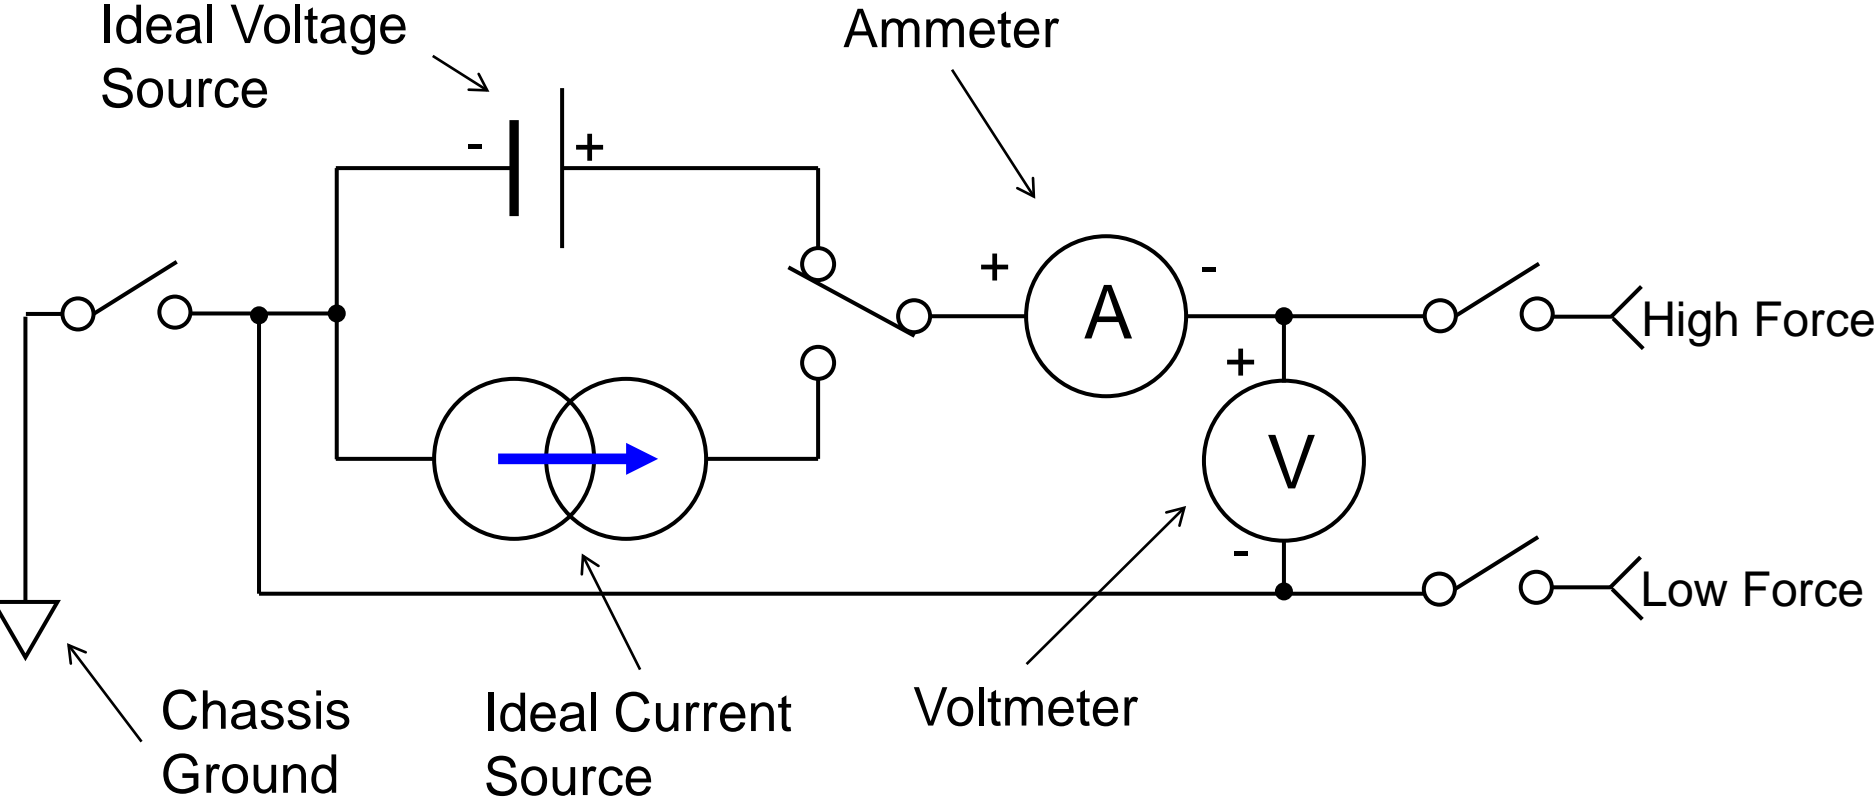 Ideal Voltage
Source
Ammeter
- +
+ -
A
High Force
+
V
-
Low Force
Chassis
Ground
Ideal Current
Source
Voltmeter